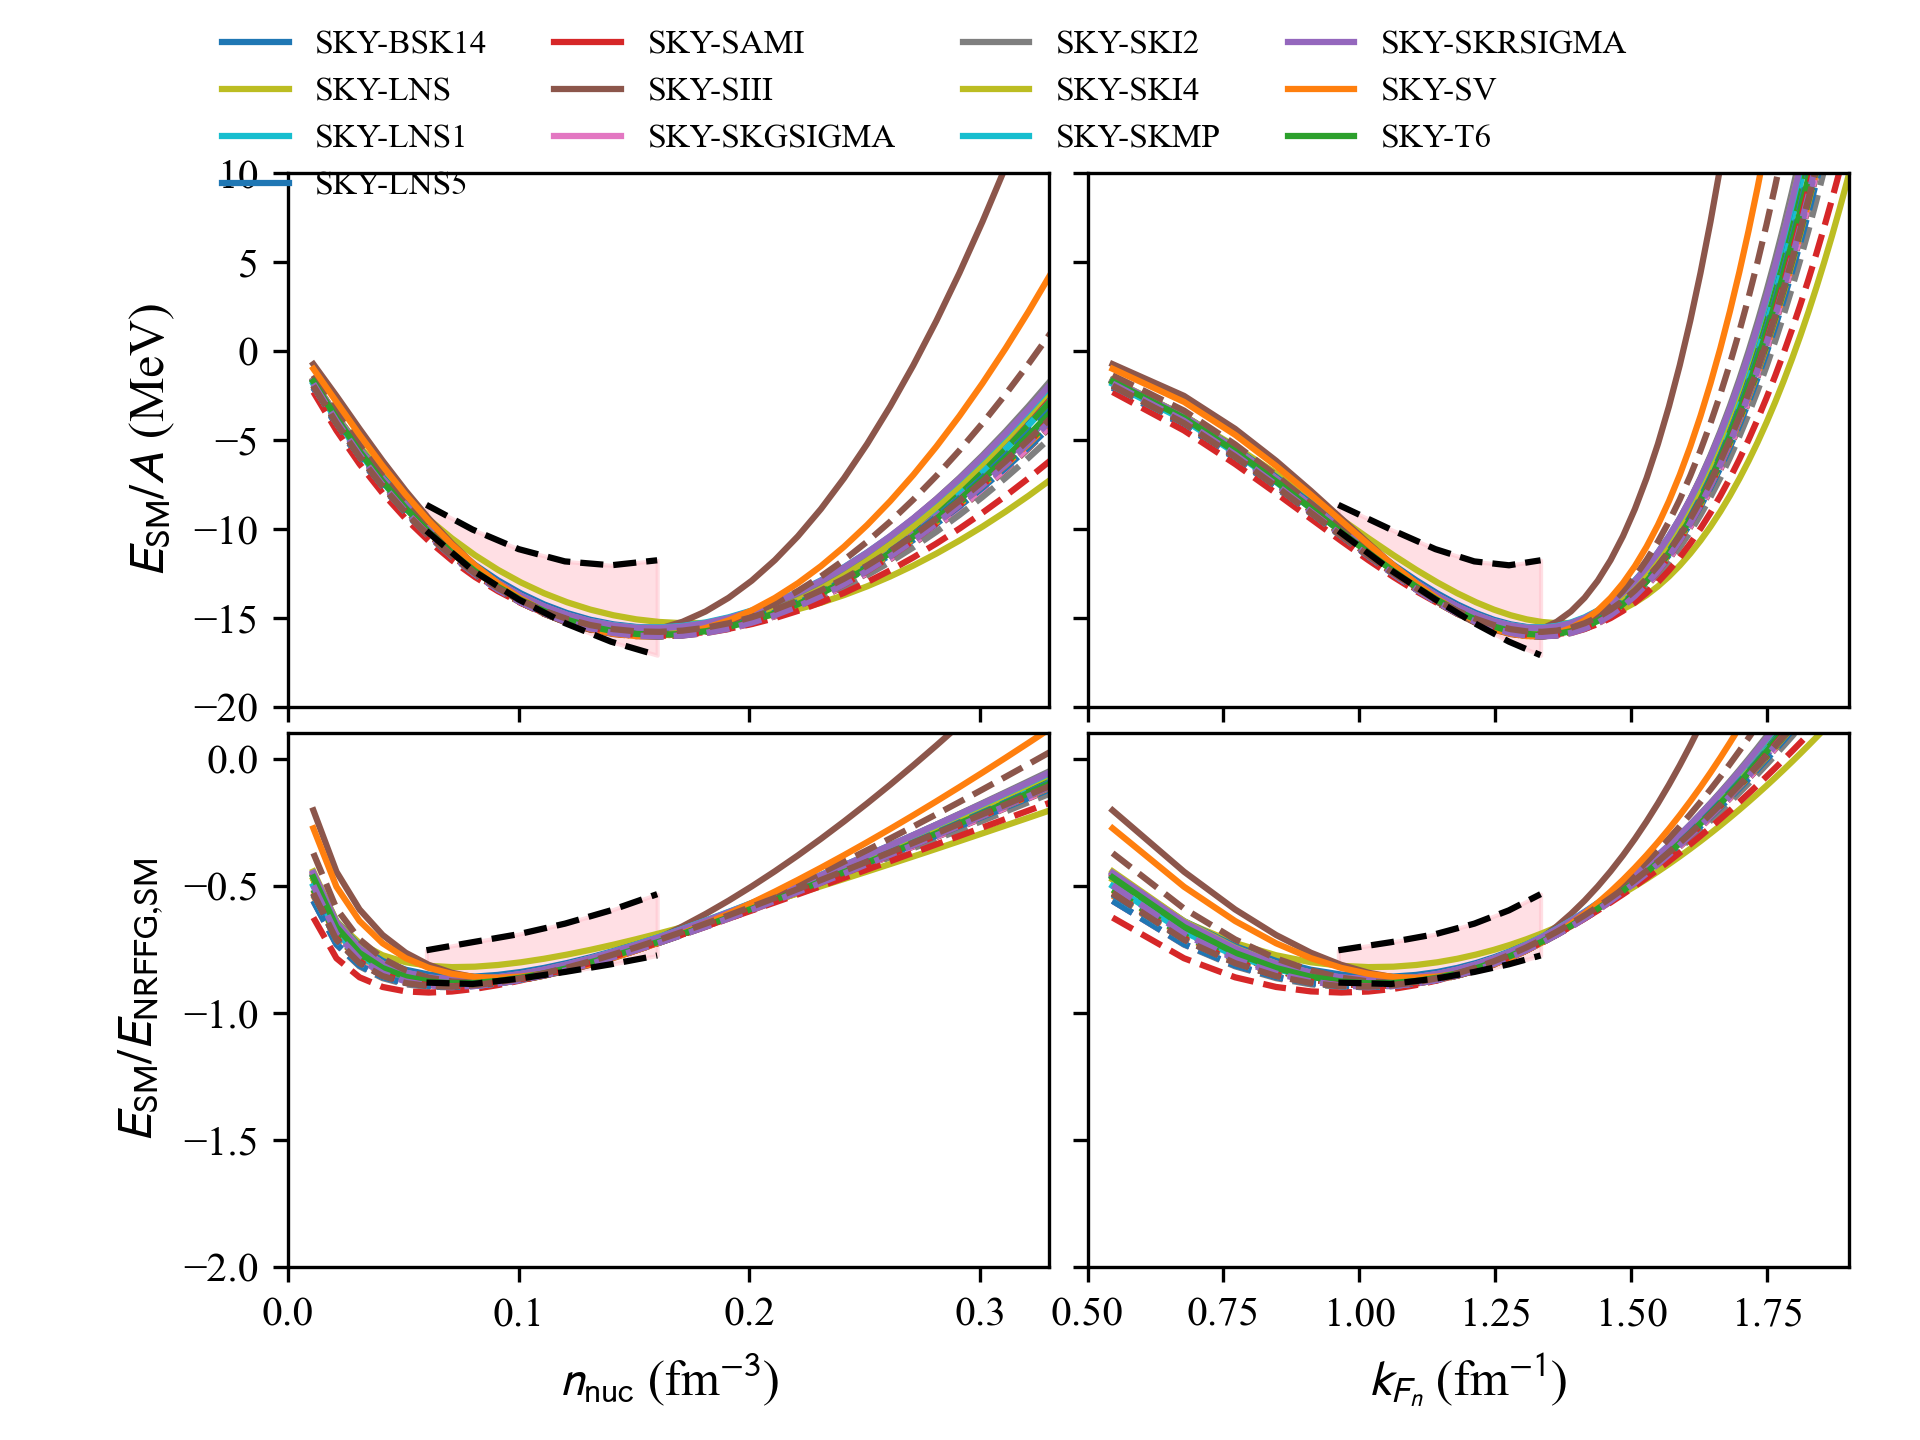 SKY-BSK14 SKY-SAMI SKY-SKI2 SKY-SKRSIGMA
SKY-LNS SKY-SIII SKY-SKI4 SKY-SV
SKY-LNS1 SKY-SKGSIGMA SKY-SKMP SKY-T6
SKY-LNS5
10
5
0
−5
−10
−15
−20
E_SM/A (MeV)
0.0
−0.5
−1.0
−1.5
−2.0
E_SM/E_NRFFG,SM
0.0 0.1 0.2 0.3
n_nuc (fm⁻³)
0.50 0.75 1.00 1.25 1.50 1.75
k_{F_n} (fm⁻¹)